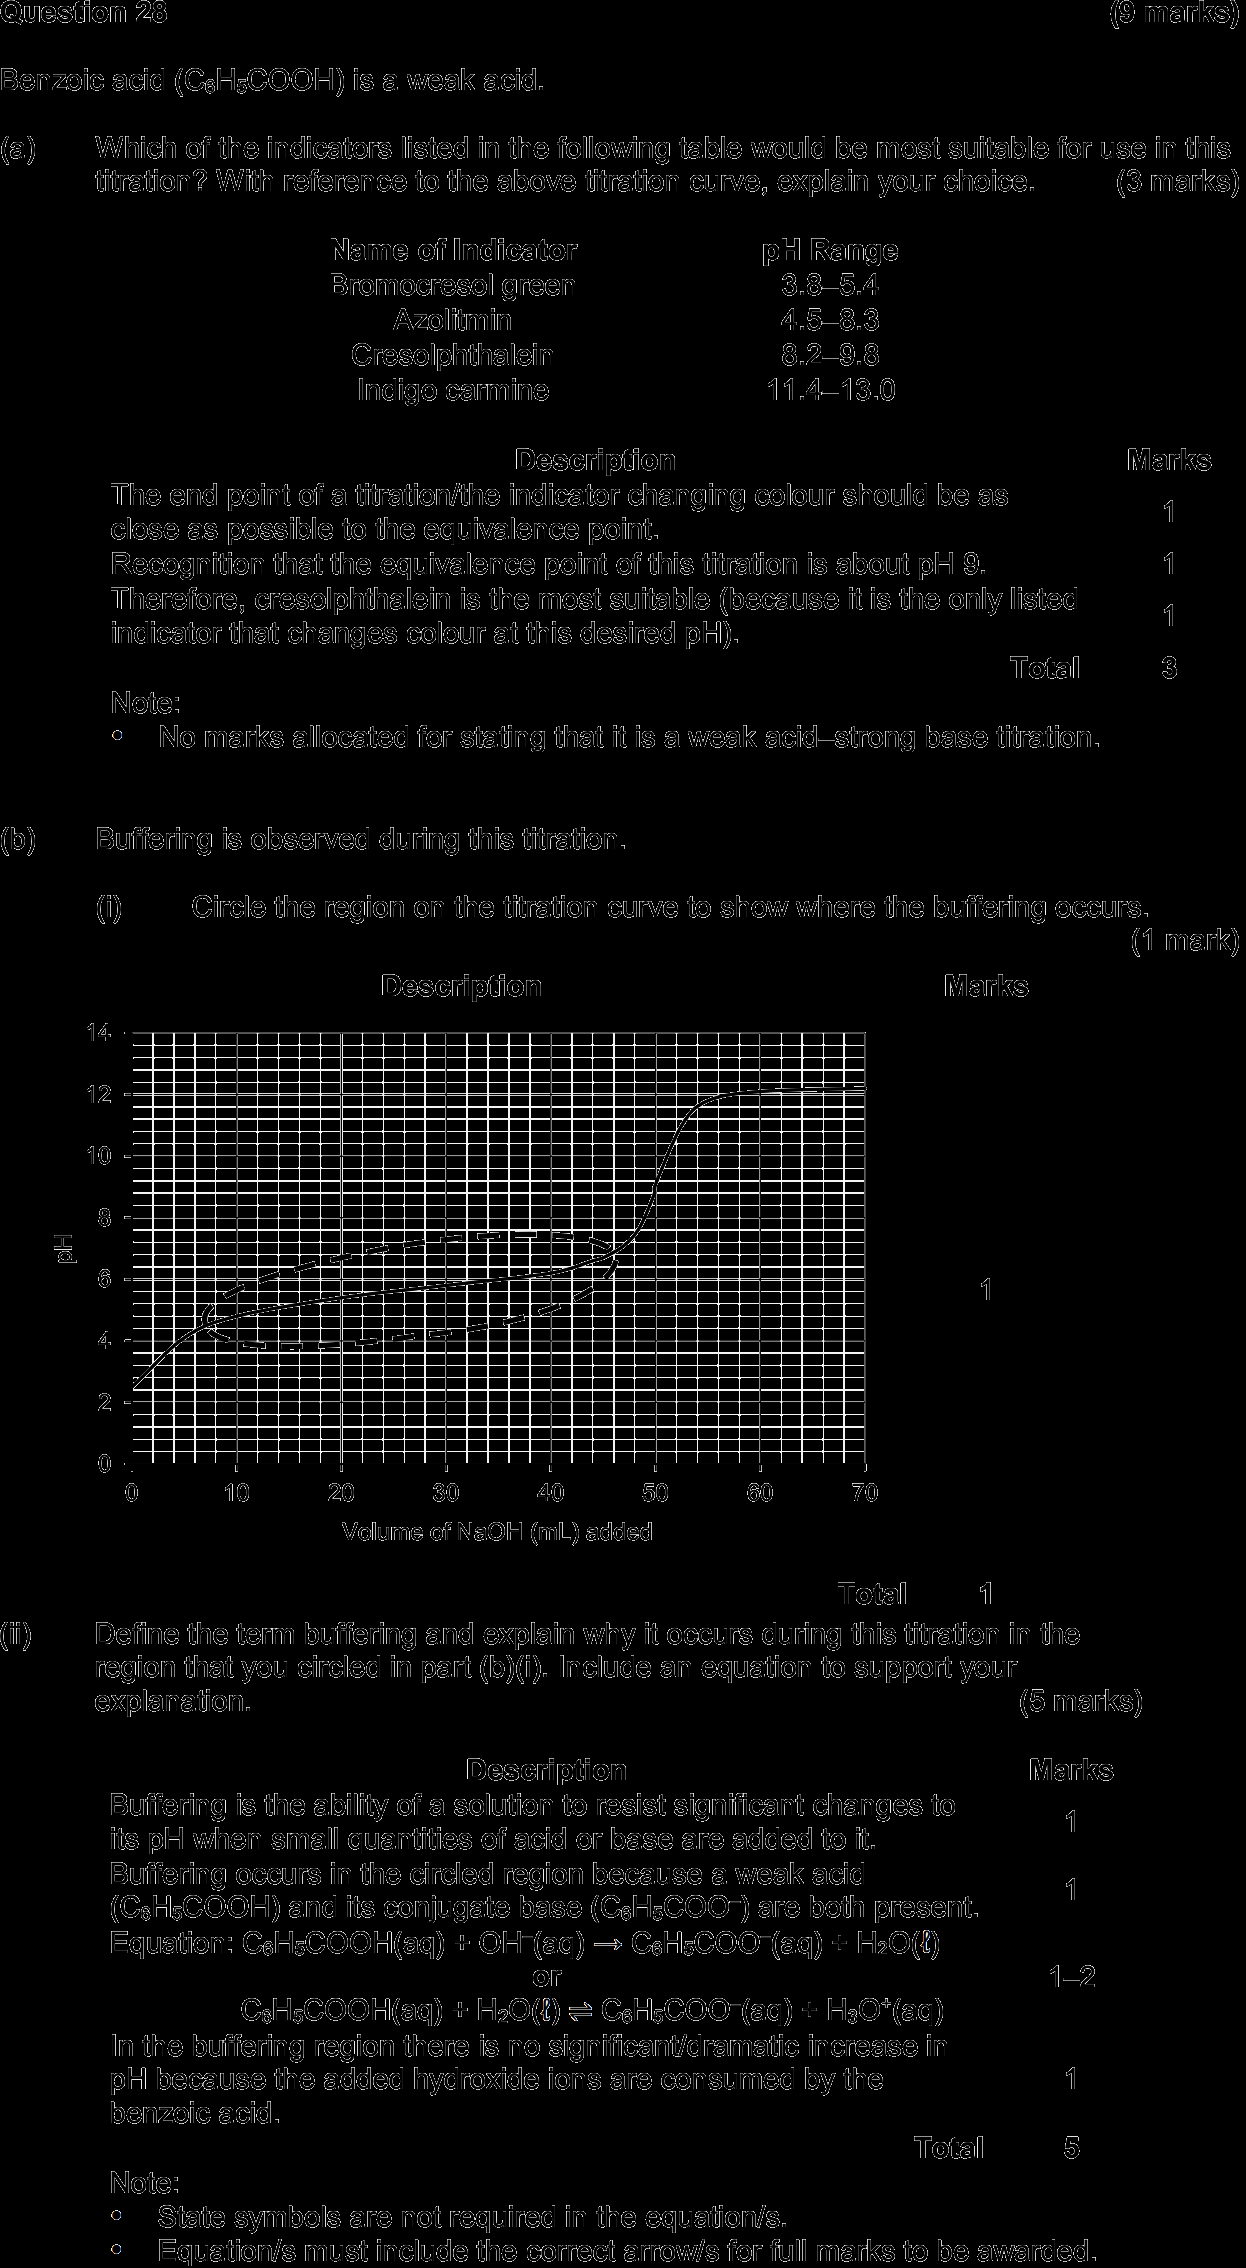 Question 28 (9 marks)
Benzoic acid (C₆H₅COOH) is a weak acid.
(a) Which of the indicators listed in the following table would be most suitable for use in this
titration? With reference to the above titration curve, explain your choice. (3 marks)
Name of Indicator pH Range
Bromocresol green 3.8–5.4
Azolitmin 4.5–8.3
Cresolphthalein 8.2–9.8
Indigo carmine 11.4–13.0
Description Marks
The end point of a titration/the indicator changing colour should be as
close as possible to the equivalence point. 1
Recognition that the equivalence point of this titration is about pH 9. 1
Therefore, cresolphthalein is the most suitable (because it is the only listed
indicator that changes colour at this desired pH). 1
Total 3
Note:
• No marks allocated for stating that it is a weak acid–strong base titration.
(b) Buffering is observed during this titration.
(i) Circle the region on the titration curve to show where the buffering occurs.
(1 mark)
Description Marks
14
12
10
8
6
4
2
0
pH
1
0 10 20 30 40 50 60 70
Volume of NaOH (mL) added
Total 1
(ii) Define the term buffering and explain why it occurs during this titration in the
region that you circled in part (b)(i). Include an equation to support your
explanation. (5 marks)
Description Marks
Buffering is the ability of a solution to resist significant changes to
its pH when small quantities of acid or base are added to it. 1
Buffering occurs in the circled region because a weak acid
(C₆H₅COOH) and its conjugate base (C₆H₅COO⁻) are both present. 1
Equation: C₆H₅COOH(aq) + OH⁻(aq) → C₆H₅COO⁻(aq) + H₂O(ℓ)
or 1–2
C₆H₅COOH(aq) + H₂O(ℓ) ⇌ C₆H₅COO⁻(aq) + H₃O⁺(aq)
In the buffering region there is no significant/dramatic increase in
pH because the added hydroxide ions are consumed by the 1
benzoic acid.
Total 5
Note:
• State symbols are not required in the equation/s.
• Equation/s must include the correct arrow/s for full marks to be awarded.